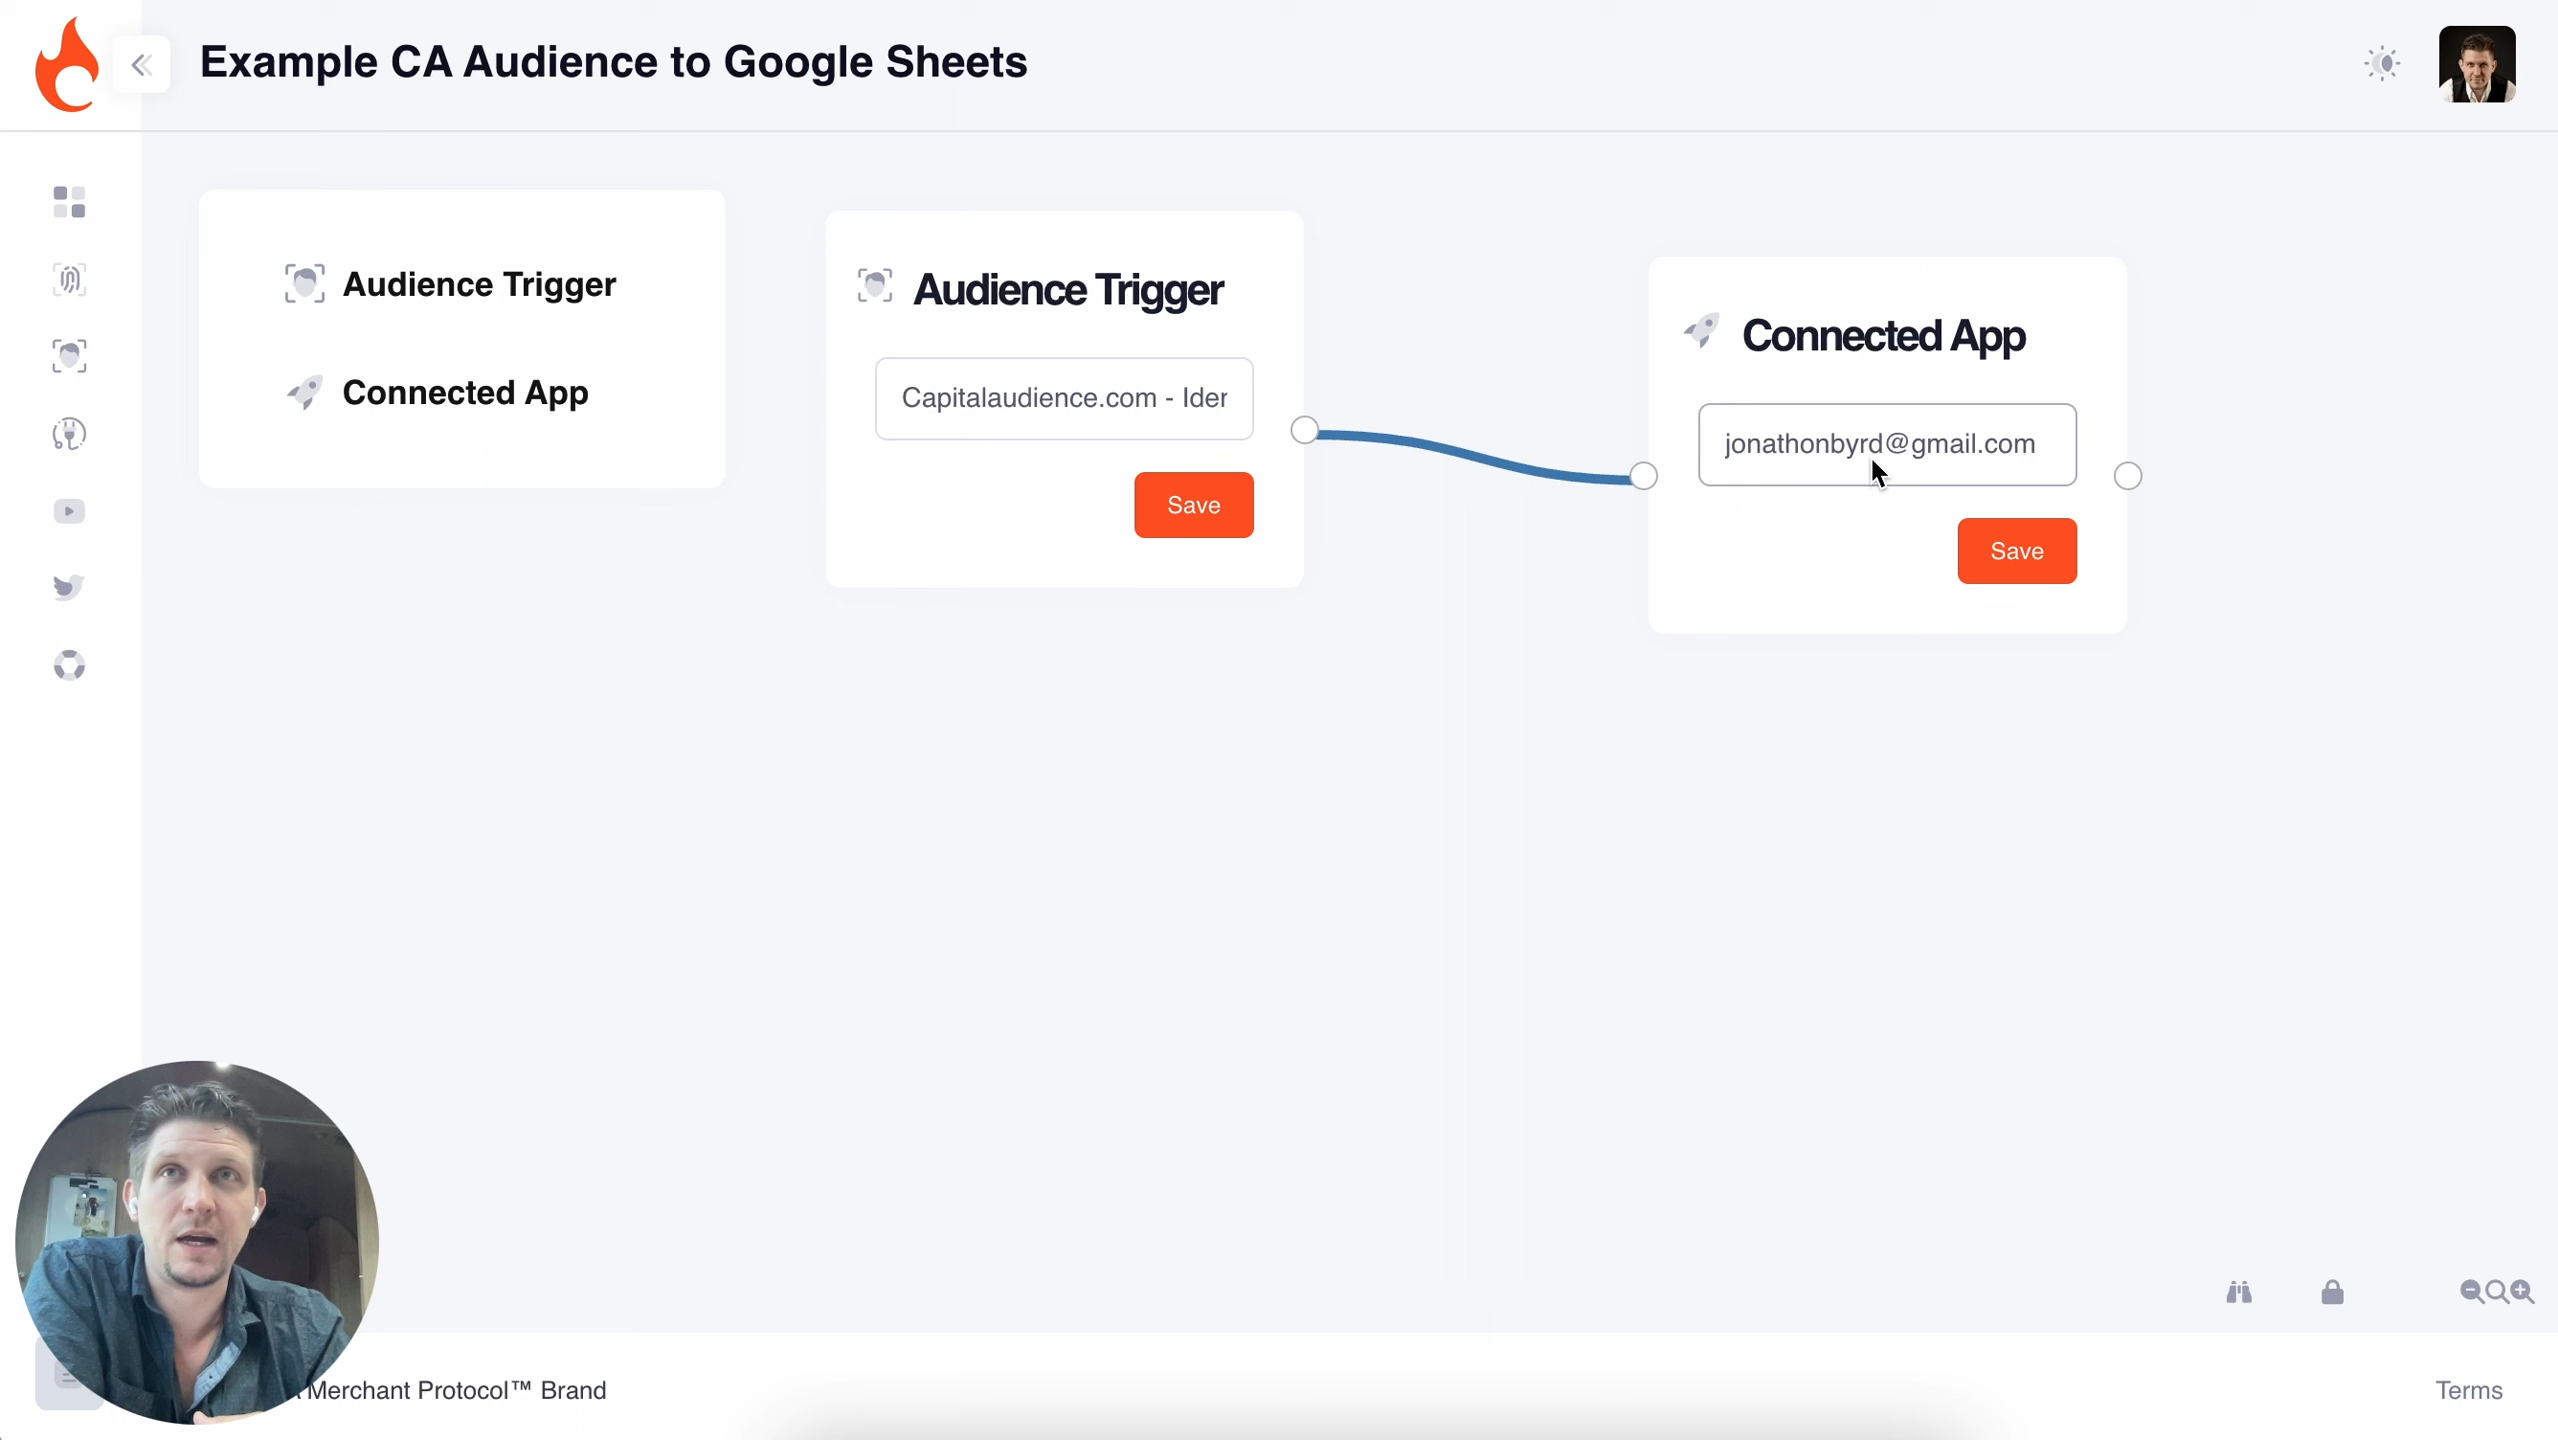 Example CA Audience to Google Sheets
Audience Trigger
Connected App
Audience Trigger
Capitalaudience.com - Ider
Save
Connected App
jonathonbyrd@gmail.com
Save
Merchant Protocol™ Brand
Terms